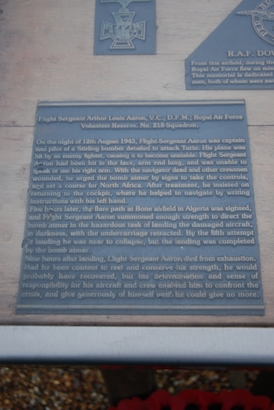 R.A.F. DOW
From this airfield, during the
Royal Air Force flew on
This memorial is dedicated
men, both of whom were
Flight Sergeant Arthur Louis Aaron, V.C., D.F.M.; Royal Air Force
Volunteer Reserve, No. 218 Squadron.
On the night of 12th August 1943, Flight Sergeant Aaron was captain
and pilot of a Stirling bomber detailed to attack Turin. His plane was
hit by an enemy fighter, causing it to become unstable. Flight Sergeant
Aaron had been hit in the face, arm and lung, and was unable to
speak or use his right arm. With the navigator dead and other crewmen
wounded, he urged the bomb aimer by signs to take the controls,
and set a course for North Africa. After treatment, he insisted on
returning to the cockpit, where he helped to navigate by writing
instructions with his left hand.
Five hours later, the flare path at Bone airfield in Algeria was signted,
and Flight Sergeant Aaron summoned enough strength to direct the
bomb aimer in the hazardous task of landing the damaged aircraft,
in darkness, with the undercarriage retracted. By the fifth attempt
at landing he was near to collapse, but the landing was completed
by the bomb aimer.
Nine hours after landing, Flight Sergeant Aaron died from exhaustion.
Had he been content to rest and conserve his strength, he would
probably have recovered, but his determination and sense of
responsibility for his aircraft and crew enabled him to confront the
crisis, and give generously of himself until he could give no more.